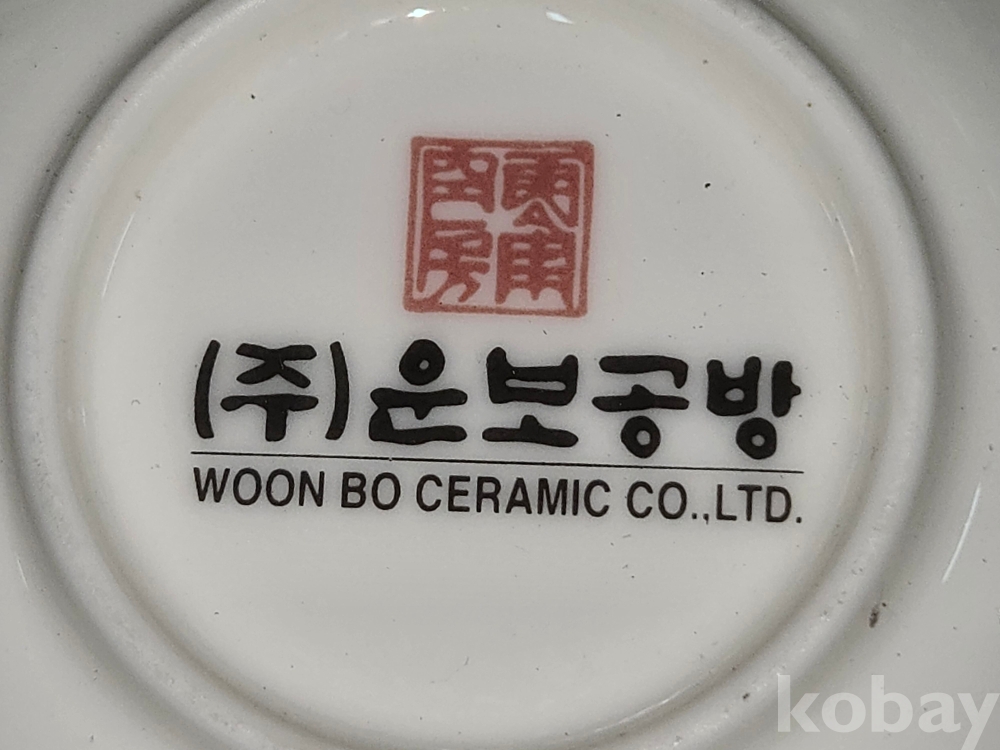 (주)운보공방
WOON BO CERAMIC CO.,LTD.
kobay